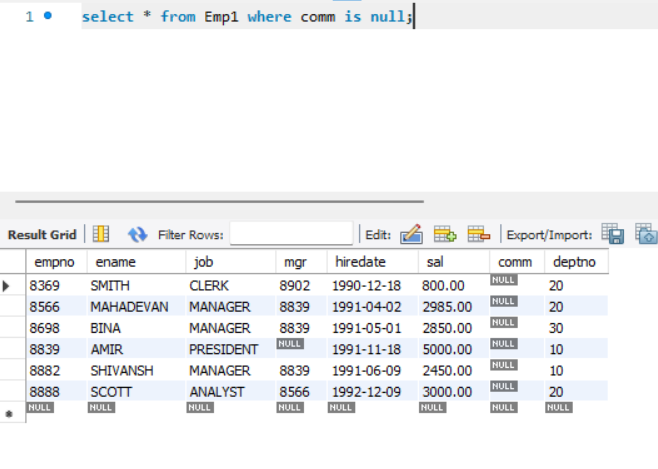 1 select * from Emp1 where comm is null;
Result Grid Filter Rows: Edit: Export/Import:
empno ename job mgr hiredate sal comm deptno
8369 SMITH CLERK 8902 1990-12-18 800.00 NULL 20
8566 MAHADEVAN MANAGER 8839 1991-04-02 2985.00 NULL 20
8698 BINA MANAGER 8839 1991-05-01 2850.00 NULL 30
8839 AMIR PRESIDENT NULL 1991-11-18 5000.00 NULL 10
8882 SHIVANSH MANAGER 8839 1991-06-09 2450.00 NULL 10
8888 SCOTT ANALYST 8566 1992-12-09 3000.00 NULL 20
NULL NULL NULL NULL NULL NULL NULL NULL